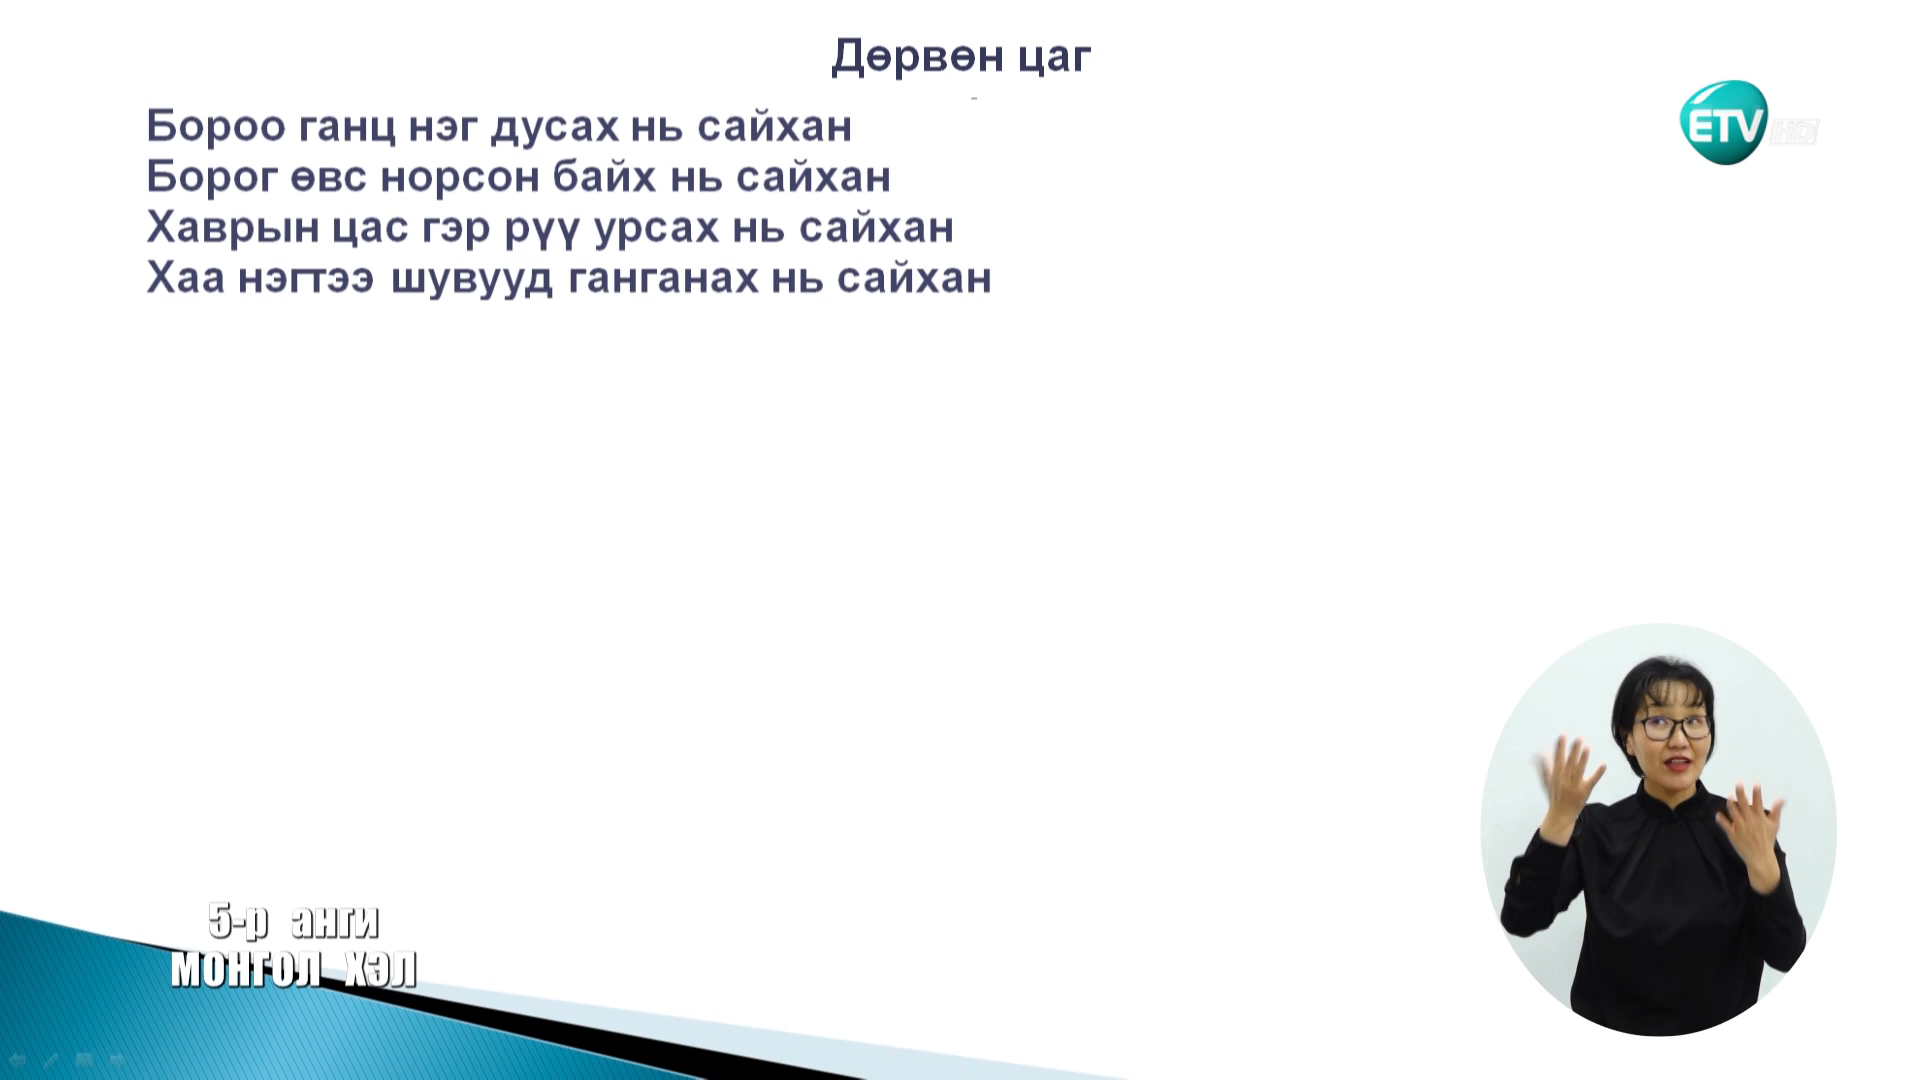 Дөрвөн цаг
Бороо ганц нэг дусах нь сайхан
Борог өвс норсон байх нь сайхан
Хаврын цас гэр рүү урсах нь сайхан
Хаа нэгтээ шувууд ганганах нь сайхан
ETV HD
5-р анги
МОНГОЛ ХЭЛ